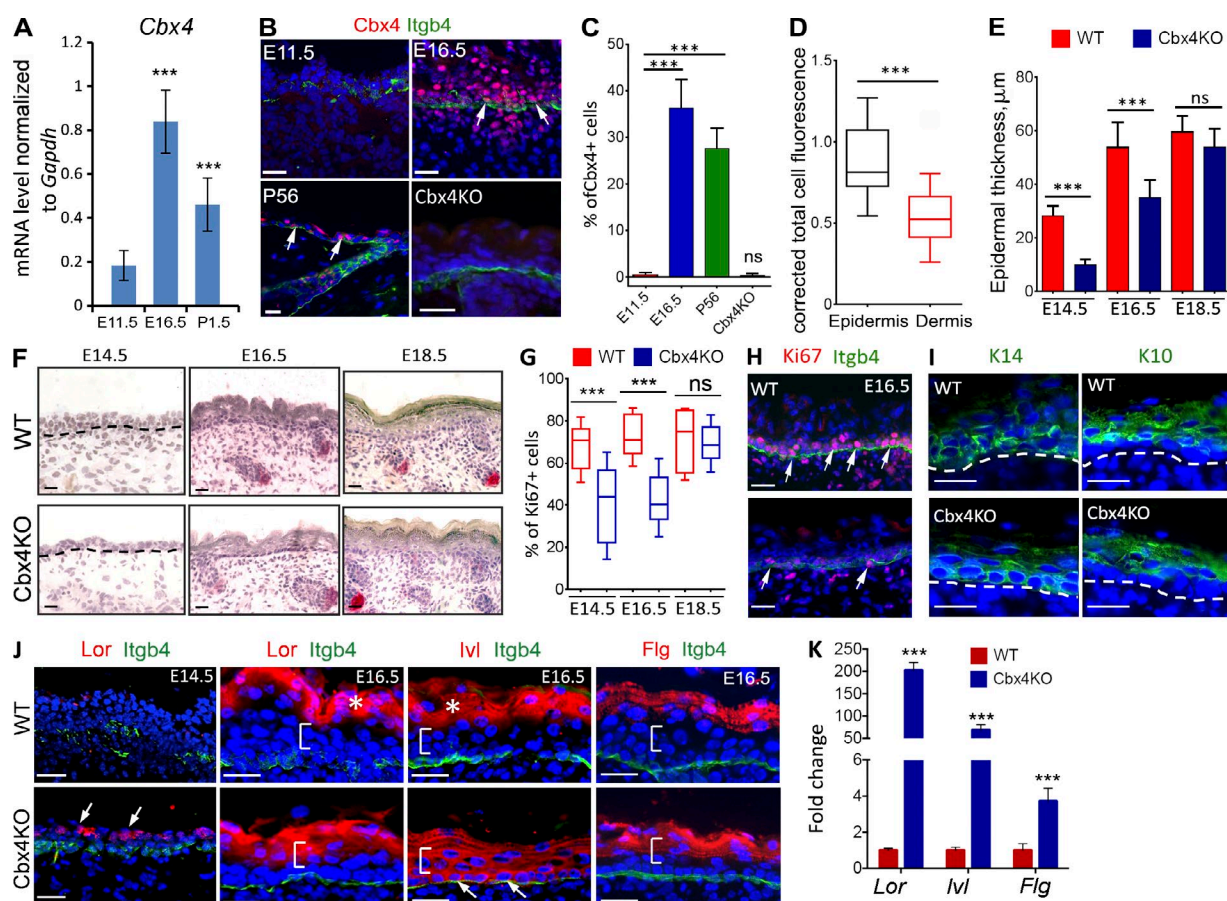 A
Cbx4
mRNA level normalized
to Gapdh
1.2
1
0.8
0.6
0.4
0.2
0
***
***
E11.5 E16.5 P1.5
B
Cbx4 Itgb4
E11.5
E16.5
P56
Cbx4KO
C
% ofCbx4+ cells
50
40
30
20
10
0
***
***
ns
E11.5
E16.5
P56
Cbx4KO
D
corrected total cell fluorescence
1.5
1.0
0.5
0
***
Epidermis Dermis
E
WT Cbx4KO
Epidermal thickness, μm
80
60
40
20
0
***
***
ns
E14.5 E16.5 E18.5
F
E14.5 E16.5 E18.5
WT
Cbx4KO
G
WT Cbx4KO
% of Ki67+ cells
100
80
60
40
20
0
*** *** ns
E14.5 E16.5 E18.5
H
Ki67 Itgb4
WT E16.5
Cbx4KO
I
K14 K10
WT WT
Cbx4KO Cbx4KO
J
Lor Itgb4 Lor Itgb4 Ivl Itgb4 Flg Itgb4
E14.5 E16.5 E16.5 E16.5
WT
* *
Cbx4KO
K
WT
Cbx4KO
Fold change
250
200
150
100
50
6
4
2
0
***
***
***
Lor Ivl Flg